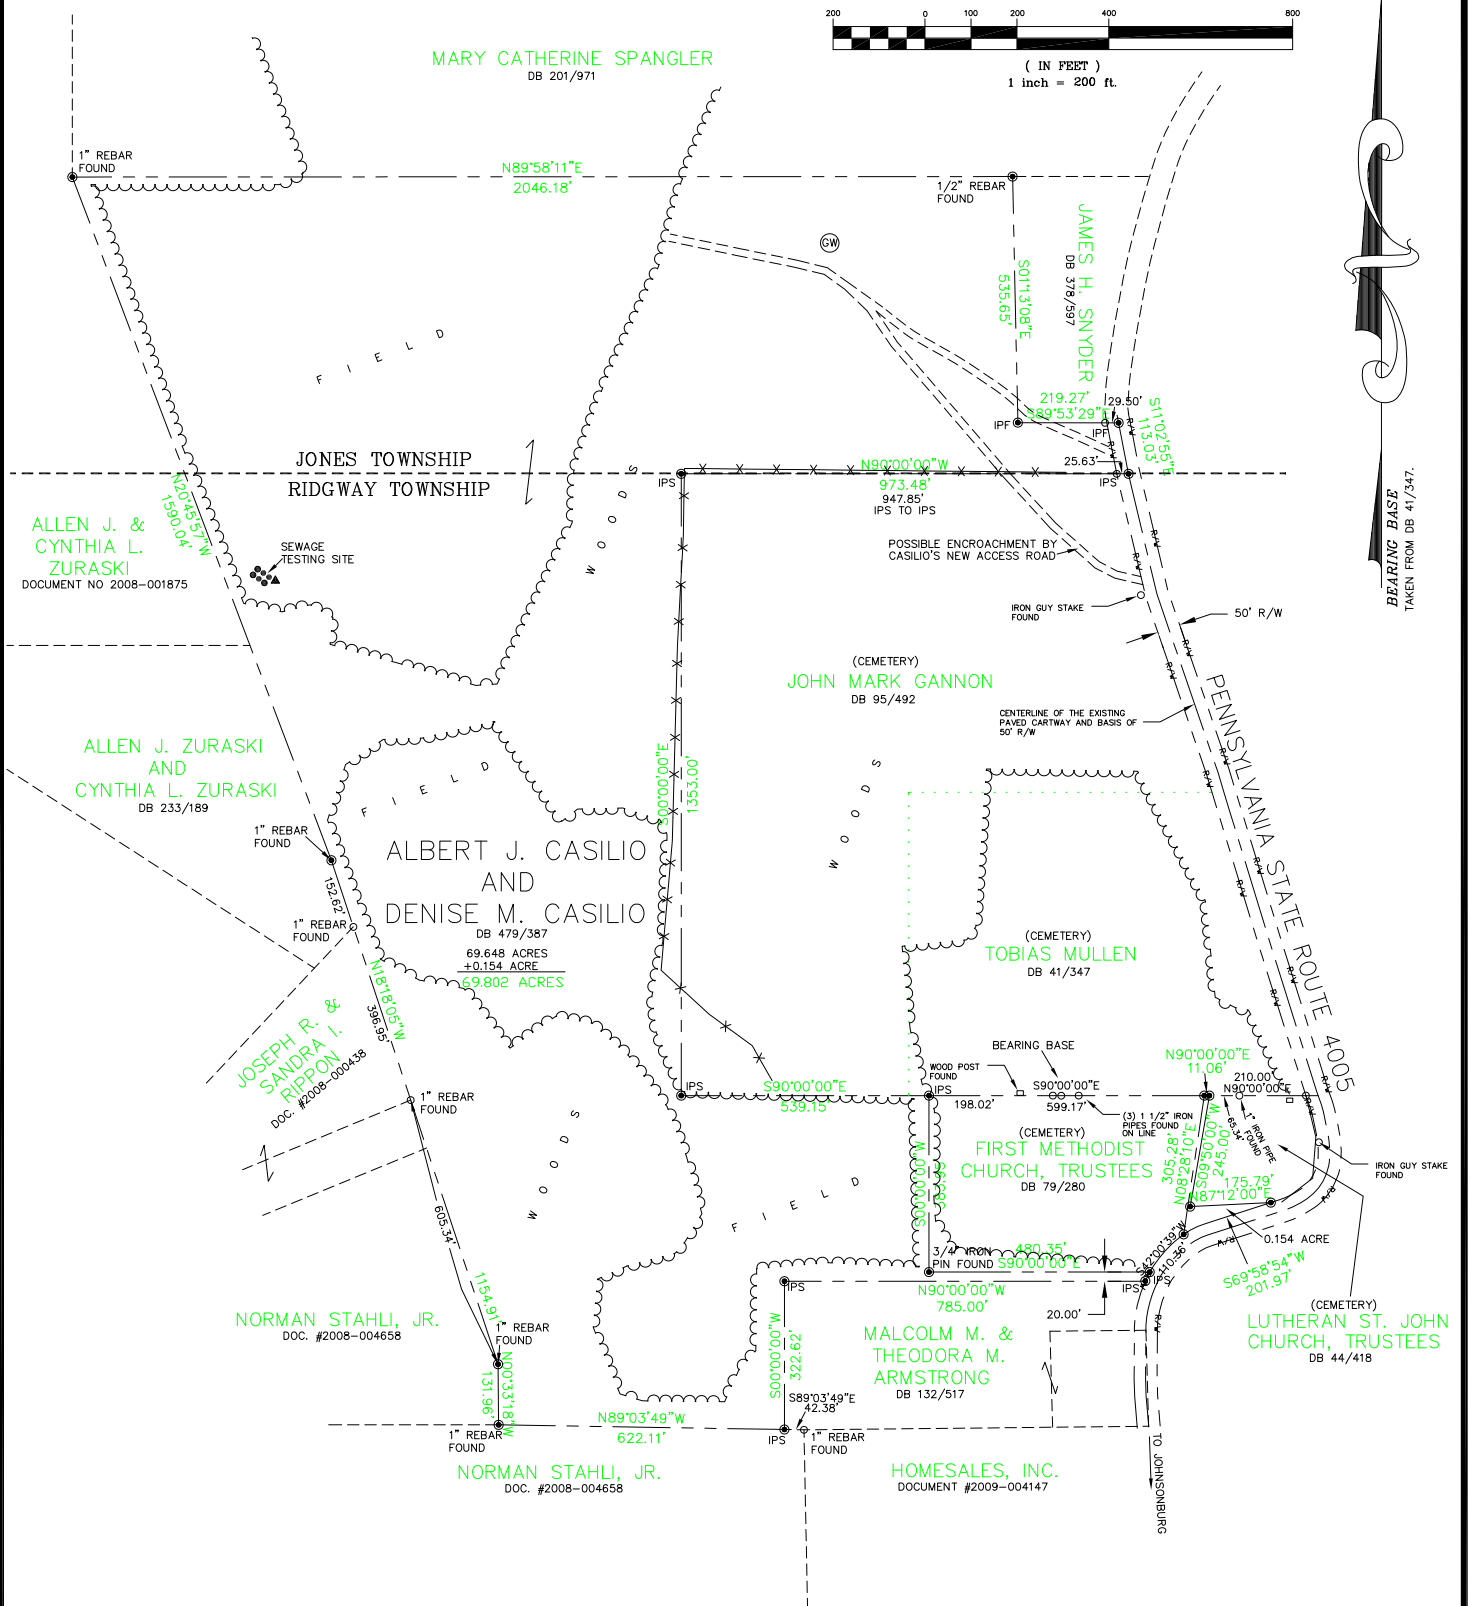 200
0
100
200
400
800
( IN FEET )
1 inch = 200 ft.
MARY CATHERINE SPANGLER
DB 201/971
1" REBAR
FOUND
N89°58'11"E
2046.18'
1/2" REBAR
FOUND
GW
JAMES H. SNYDER
DB 378/597
S01°13'08"E
535.65'
F I E L D
219.27'
S89°53'29"E
29.50'
IPF
IPF
S11°02'55"E
113.03'
R/W
R/W
25.63'
JONES TOWNSHIP
RIDGWAY TOWNSHIP
IPS
N90°00'00"W
973.48'
947.85'
IPS TO IPS
IPS
BEARING BASE
TAKEN FROM DB 41/347.
N20°45'57"W
1590.04'
WOODS
ALLEN J. &
CYNTHIA L.
ZURASKI
DOCUMENT NO 2008-001875
SEWAGE
TESTING SITE
POSSIBLE ENCROACHMENT BY
CASILIO'S NEW ACCESS ROAD
R/W
IRON GUY STAKE
FOUND
50' R/W
R/W
R/W
(CEMETERY)
JOHN MARK GANNON
DB 95/492
CENTERLINE OF THE EXISTING
PAVED CARTWAY AND BASIS OF
50' R/W
PENNSYLVANIA STATE ROUTE 4005
ALLEN J. ZURASKI
AND
CYNTHIA L. ZURASKI
DB 233/189
F I E L D
S00°00'00"E
1353.00'
WOODS
R/W
R/W
1" REBAR
FOUND
ALBERT J. CASILIO
AND
DENISE M. CASILIO
DB 479/387
69.648 ACRES
+0.154 ACRE
69.802 ACRES
152.62'
1" REBAR
FOUND
R/W
R/W
(CEMETERY)
TOBIAS MULLEN
DB 41/347
N18°18'05"W
396.95'
R/W
R/W
JOSEPH R. &
SANDRA I.
RIPPON
DOC. #2008-000438
BEARING BASE
WOOD POST
FOUND
N90°00'00"E
11.06'
210.00'
N90°00'00"E
R/W
R/W
1" REBAR
FOUND
IPS
S90°00'00"E
539.15'
IPS
198.02'
S90°00'00"E
599.17'
(3) 1 1/2" IRON
PIPES FOUND
ON LINE
65.34'
1" IRON PIPE
FOUND
WOODS
(CEMETERY)
FIRST METHODIST
CHURCH, TRUSTEES
DB 79/280
305.28'
N08°28'10"E
S09°50'00"W
245.00'
175.79'
N87°12'00"E
IRON GUY STAKE
FOUND
R/W
S00°00'00"W
383.95'
F I E L D
605.34'
0.154 ACRE
R/W
3/4" IRON
PIN FOUND
480.35'
S90°00'00"E
S42°00'39"W
110.36'
S69°58'54"W
201.97'
1154.91'
IPS
N90°00'00"W
785.00'
IPS
IPS
20.00'
(CEMETERY)
LUTHERAN ST. JOHN
CHURCH, TRUSTEES
DB 44/418
NORMAN STAHLI, JR.
DOC. #2008-004658
1" REBAR
FOUND
R/W
MALCOLM M. &
THEODORA M.
ARMSTRONG
DB 132/517
S00°00'00"W
322.62'
N00°33'18"W
131.96'
S89°03'49"E
42.38'
1" REBAR
FOUND
N89°03'49"W
622.11'
IPS
1" REBAR
FOUND
TO JOHNSONBURG
NORMAN STAHLI, JR.
DOC. #2008-004658
HOMESALES, INC.
DOCUMENT #2009-004147